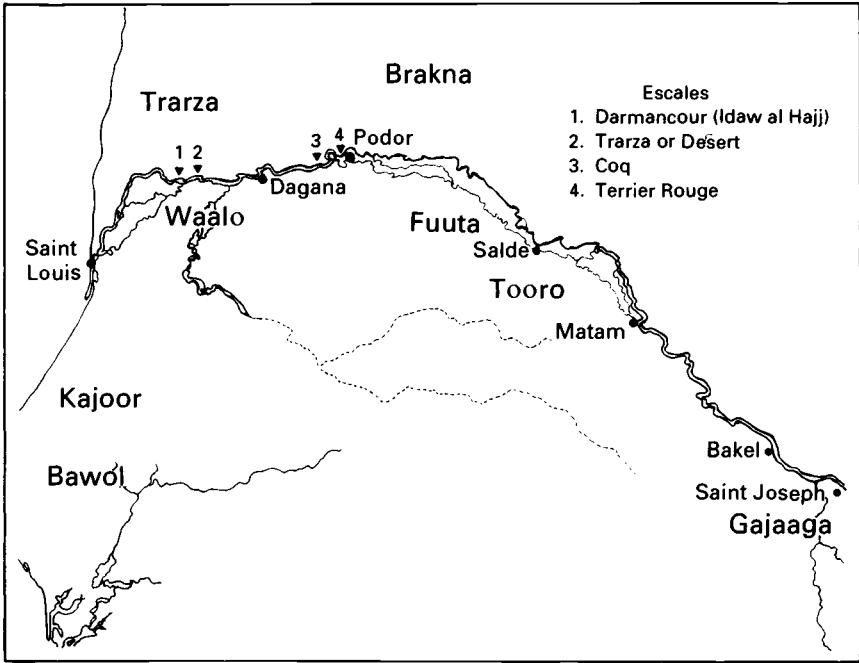 Brakna
Trarza
Escales
1. Darmancour (Idaw al Hajj)
2. Trarza or Desert
3. Coq
4. Terrier Rouge
1 2
3 4
Podor
Dagana
Waalo
Fuuta
Saint
Louis
Salde
Tooro
Matam
Kajoor
Bakel
Bawol
Saint Joseph
Gajaaga